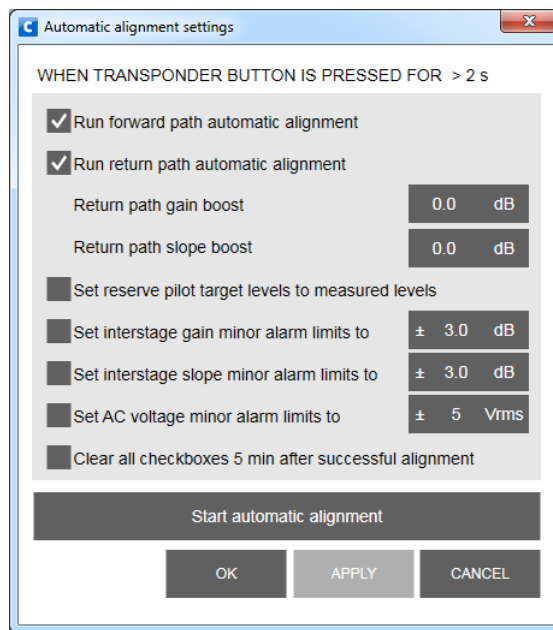 C Automatic alignment settings
WHEN TRANSPONDER BUTTON IS PRESSED FOR > 2 s
Run forward path automatic alignment
Run return path automatic alignment
Return path gain boost 0.0 dB
Return path slope boost 0.0 dB
Set reserve pilot target levels to measured levels
Set interstage gain minor alarm limits to ± 3.0 dB
Set interstage slope minor alarm limits to ± 3.0 dB
Set AC voltage minor alarm limits to ± 5 Vrms
Clear all checkboxes 5 min after successful alignment
Start automatic alignment
OK APPLY CANCEL